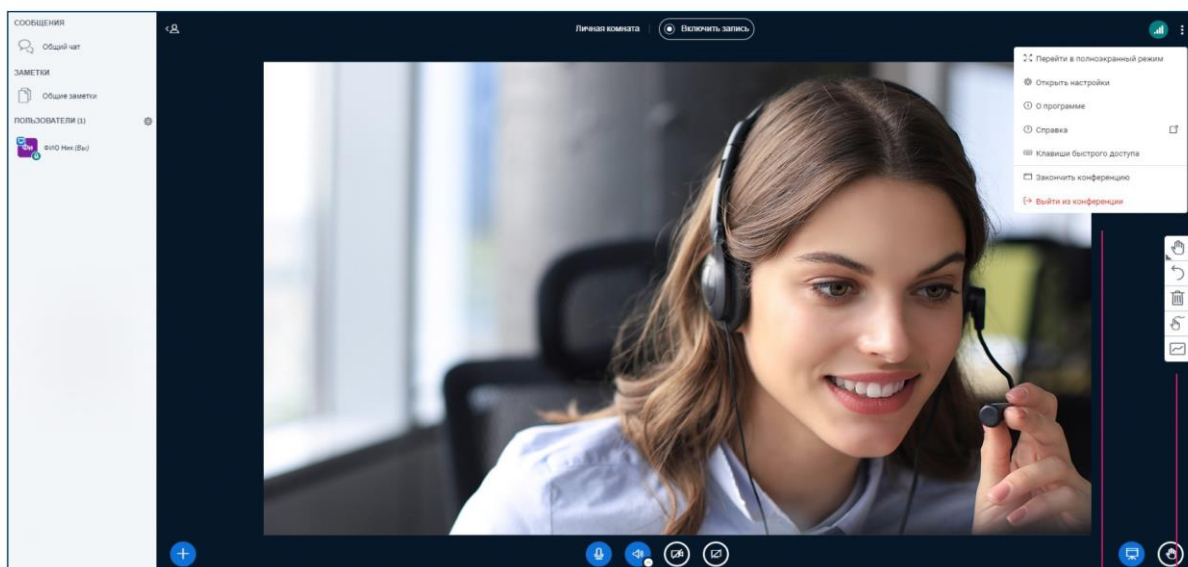 СООБЩЕНИЯ
Общий чат
ЗАМЕТКИ
Общие заметки
ПОЛЬЗОВАТЕЛИ (1)
Фи
ФИО Ник (Вы)
Личная комната
Включить запись
Перейти в полноэкранный режим
Открыть настройки
О программе
Справка
Клавиши быстрого доступа
Закончить конференцию
Выйти из конференции